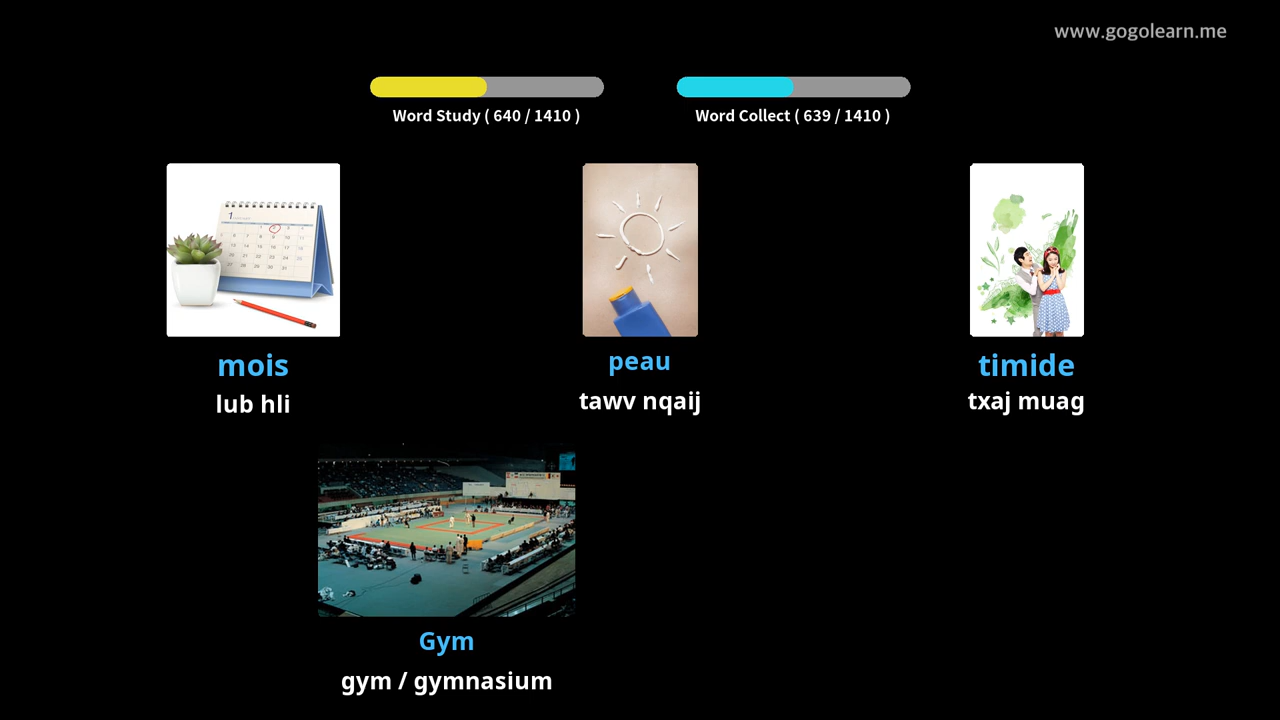 www.gogolearn.me
Word Study ( 640 / 1410 )
Word Collect ( 639 / 1410 )
mois
lub hli
peau
tawv nqaij
timide
txaj muag
Gym
gym / gymnasium